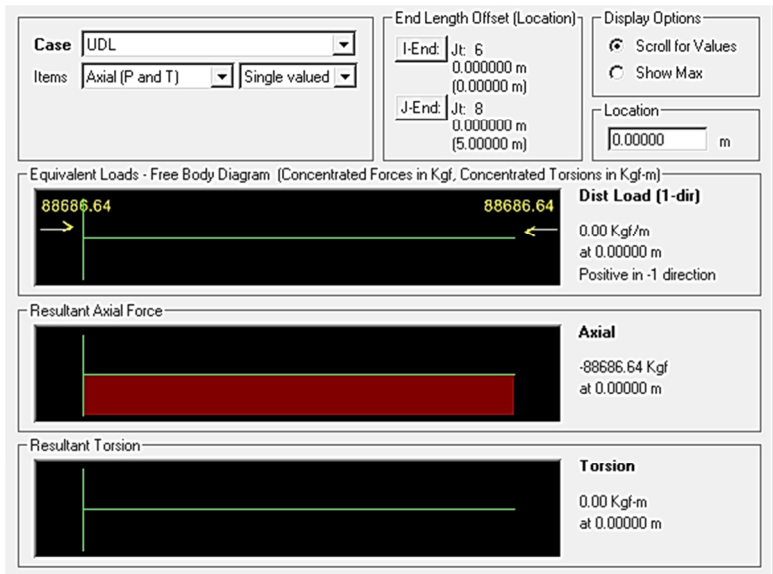 Case UDL
Items Axial (P and T) Single valued
End Length Offset (Location)
I-End: Jt: 6
0.000000 m
(0.00000 m)
J-End: Jt: 8
0.000000 m
(5.00000 m)
Display Options
Scroll for Values
Show Max
Location
0.00000 m
Equivalent Loads - Free Body Diagram (Concentrated Forces in Kgf, Concentrated Torsions in Kgf-m)
88686.64 88686.64
Dist Load (1-dir)
0.00 Kgf/m
at 0.00000 m
Positive in -1 direction
Resultant Axial Force
Axial
-88686.64 Kgf
at 0.00000 m
Resultant Torsion
Torsion
0.00 Kgf-m
at 0.00000 m